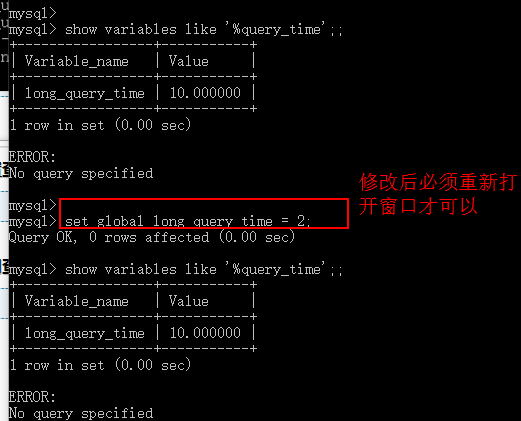 mysql>
mysql> show variables like '%query_time';;
+-----------------+-----------+
| Variable_name | Value |
+-----------------+-----------+
| long_query_time | 10.000000 |
+-----------------+-----------+
1 row in set (0.00 sec)
ERROR:
No query specified
mysql>
mysql> set global long_query_time = 2;
Query OK, 0 rows affected (0.00 sec)
修改后必须重新打
开窗口才可以
mysql> show variables like '%query_time';;
+-----------------+-----------+
| Variable_name | Value |
+-----------------+-----------+
| long_query_time | 10.000000 |
+-----------------+-----------+
1 row in set (0.00 sec)
ERROR:
No query specified